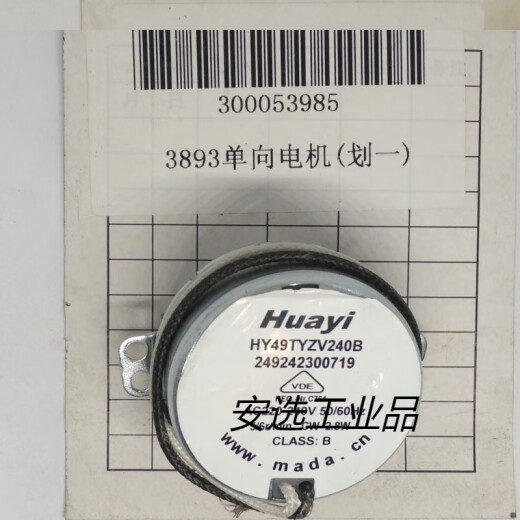 300053985
3893单向电机(划一)
Huayi
HY49TYZV240B
249242300719
VDE
安选工业品
CLASS: B
www.mada.cn